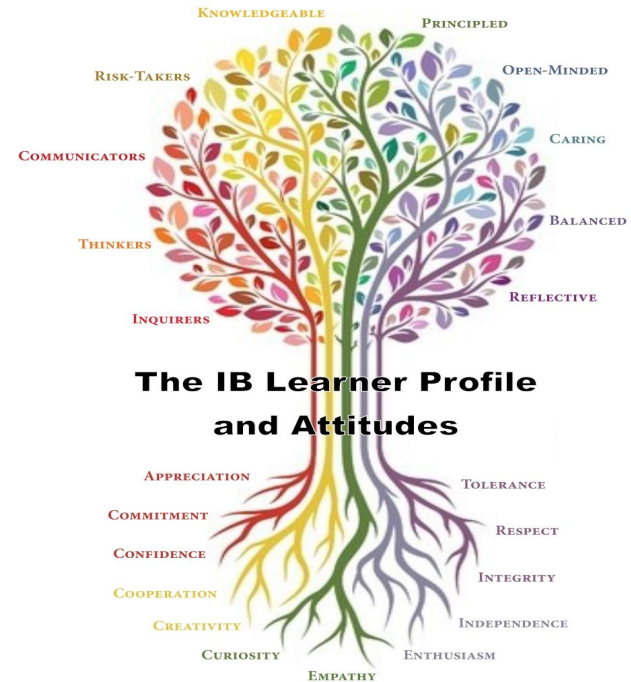 KNOWLEDGEABLE
PRINCIPLED
RISK-TAKERS
OPEN-MINDED
CARING
COMMUNICATORS
BALANCED
THINKERS
REFLECTIVE
INQUIRERS
The IB Learner Profile
and Attitudes
APPRECIATION
TOLERANCE
COMMITMENT
RESPECT
CONFIDENCE
INTEGRITY
COOPERATION
CREATIVITY
INDEPENDENCE
CURIOSITY
ENTHUSIASM
EMPATHY